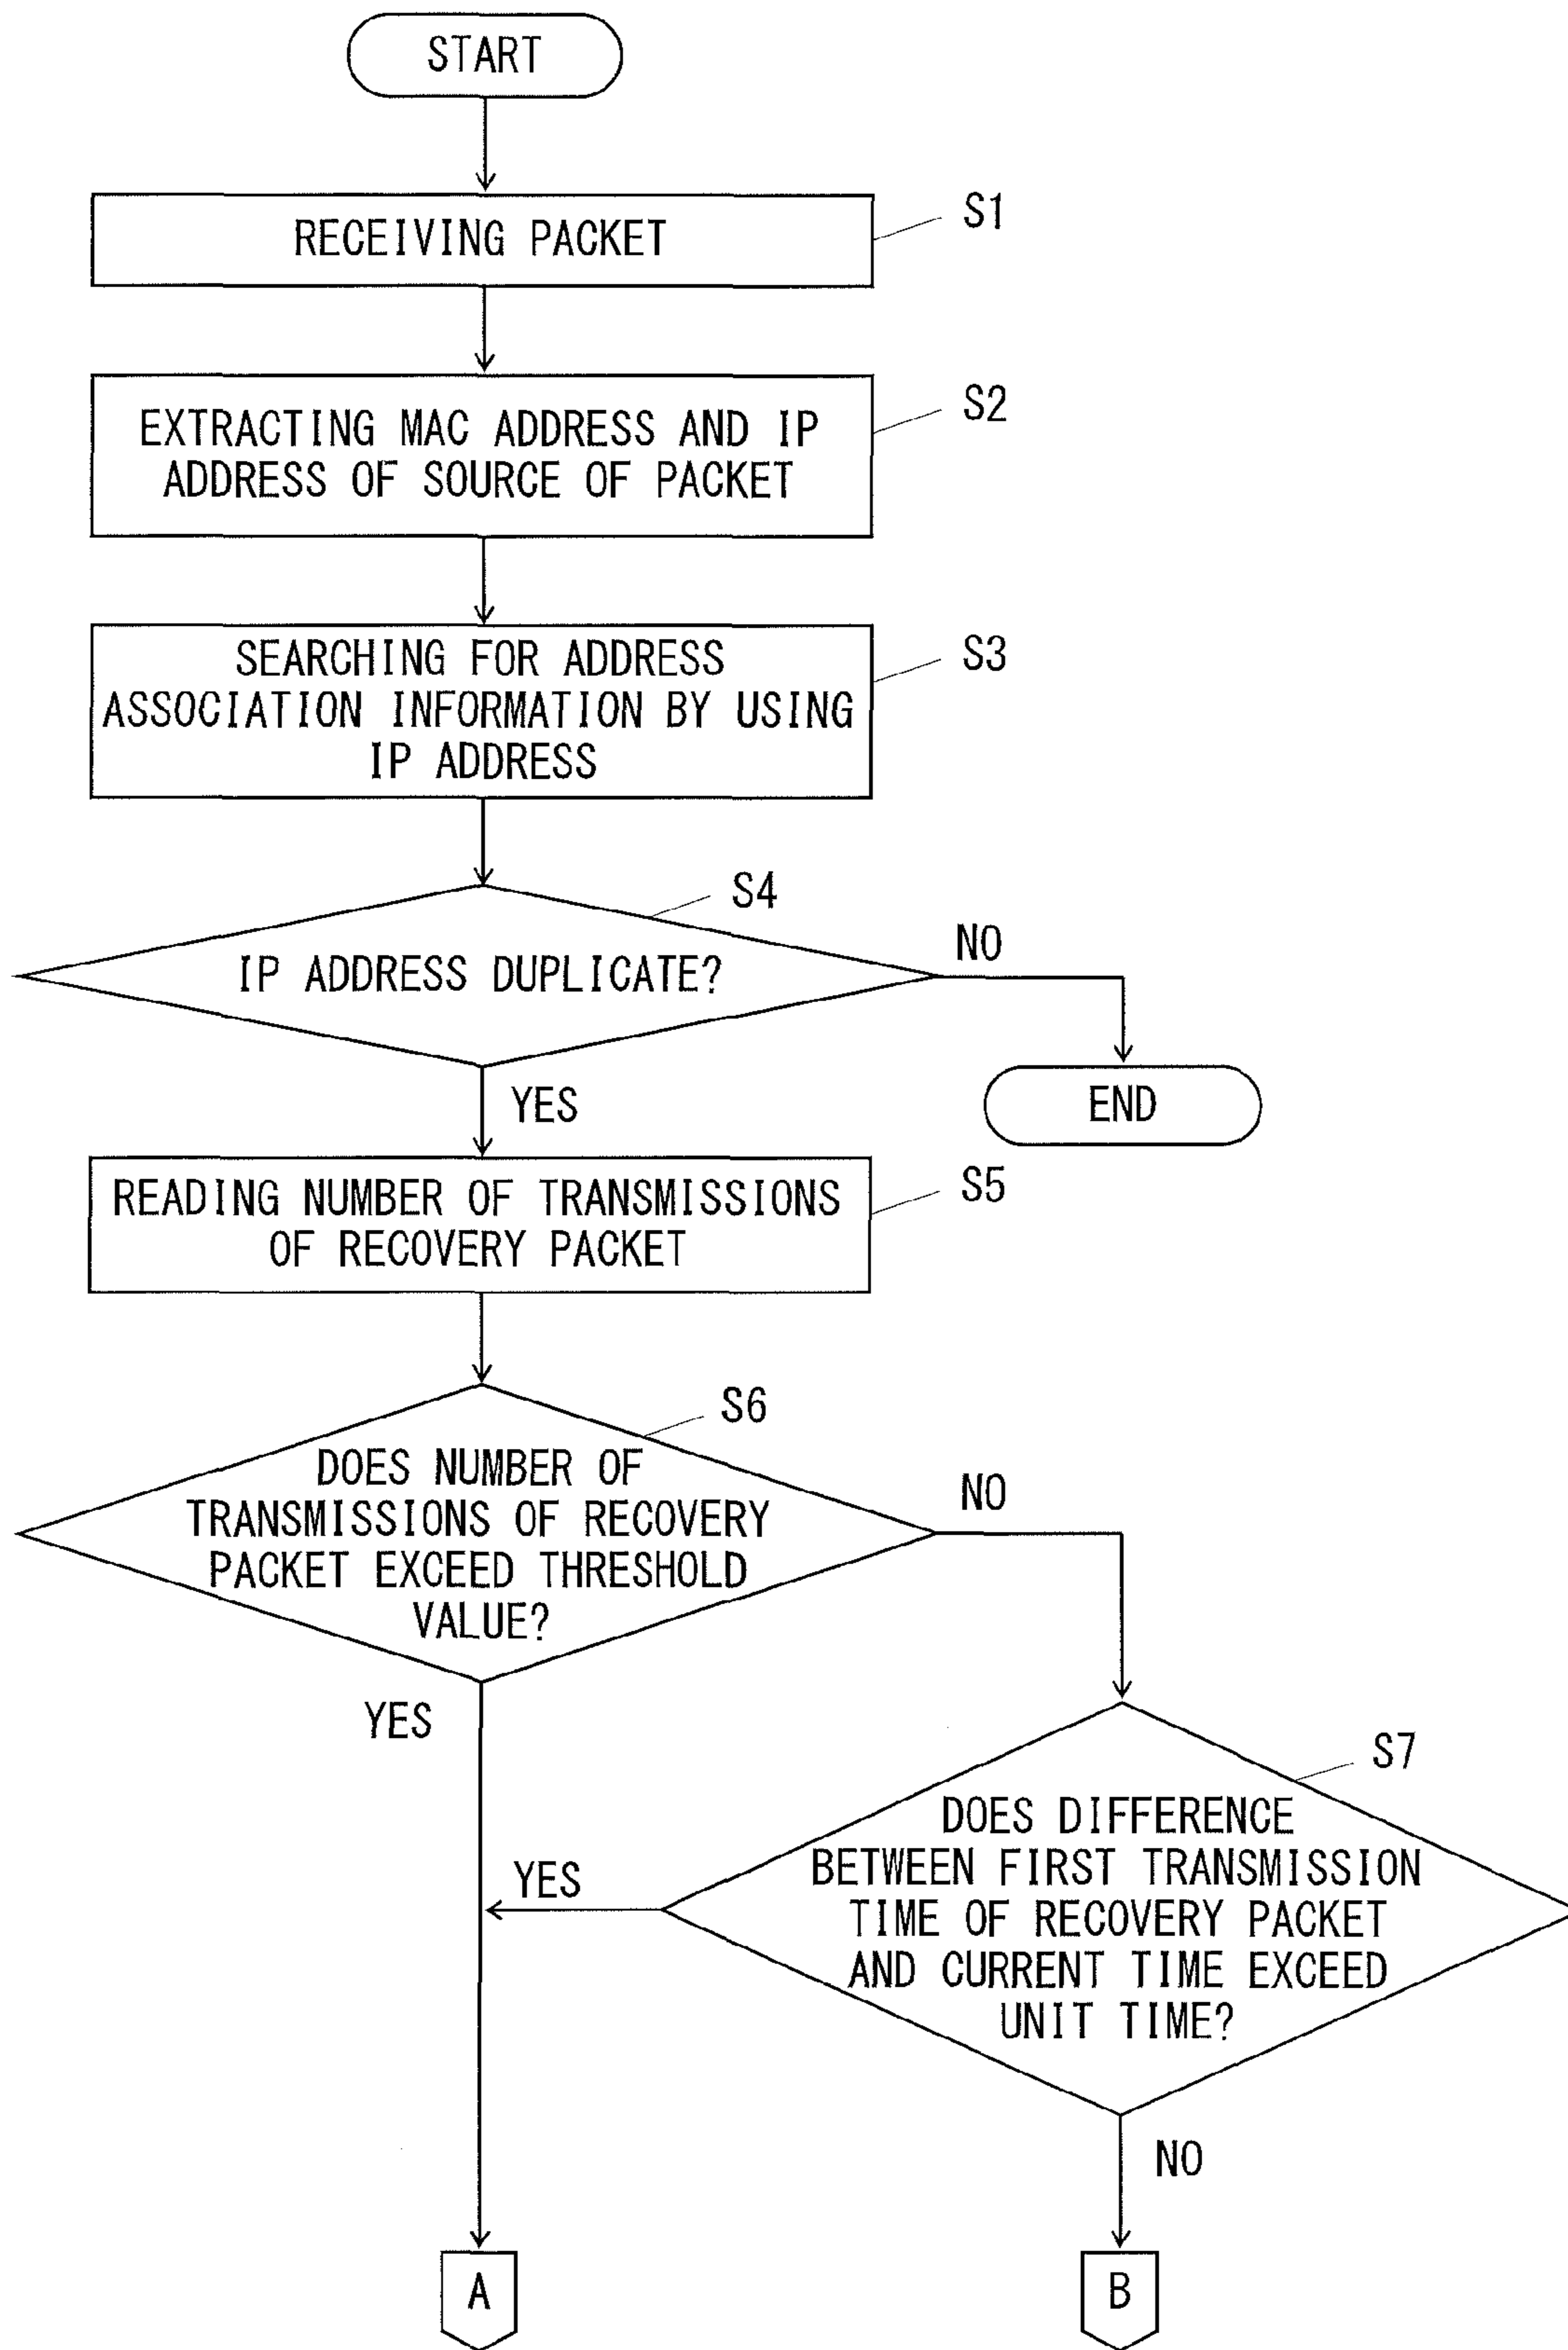 START
RECEIVING PACKET
S1
EXTRACTING MAC ADDRESS AND IP
ADDRESS OF SOURCE OF PACKET
S2
SEARCHING FOR ADDRESS
ASSOCIATION INFORMATION BY USING
IP ADDRESS
S3
S4
IP ADDRESS DUPLICATE?
NO
END
YES
READING NUMBER OF TRANSMISSIONS
OF RECOVERY PACKET
S5
S6
DOES NUMBER OF
TRANSMISSIONS OF RECOVERY
PACKET EXCEED THRESHOLD
VALUE?
NO
YES
S7
DOES DIFFERENCE
BETWEEN FIRST TRANSMISSION
TIME OF RECOVERY PACKET
AND CURRENT TIME EXCEED
UNIT TIME?
YES
NO
A
B